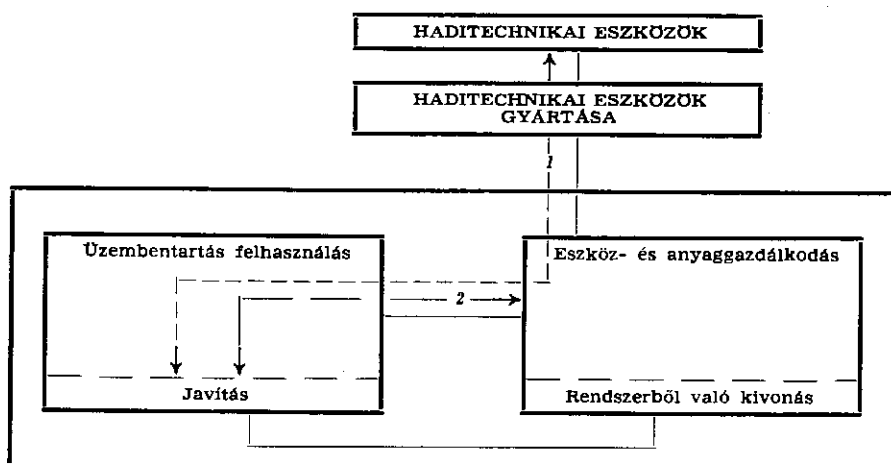 HADITECHNIKAI ESZKÖZÖK
HADITECHNIKAI ESZKÖZÖK
GYÁRTÁSA
1
Üzembentartás felhasználás
Eszköz- és anyaggazdálkodás
2
Javítás
Rendszerből való kivonás